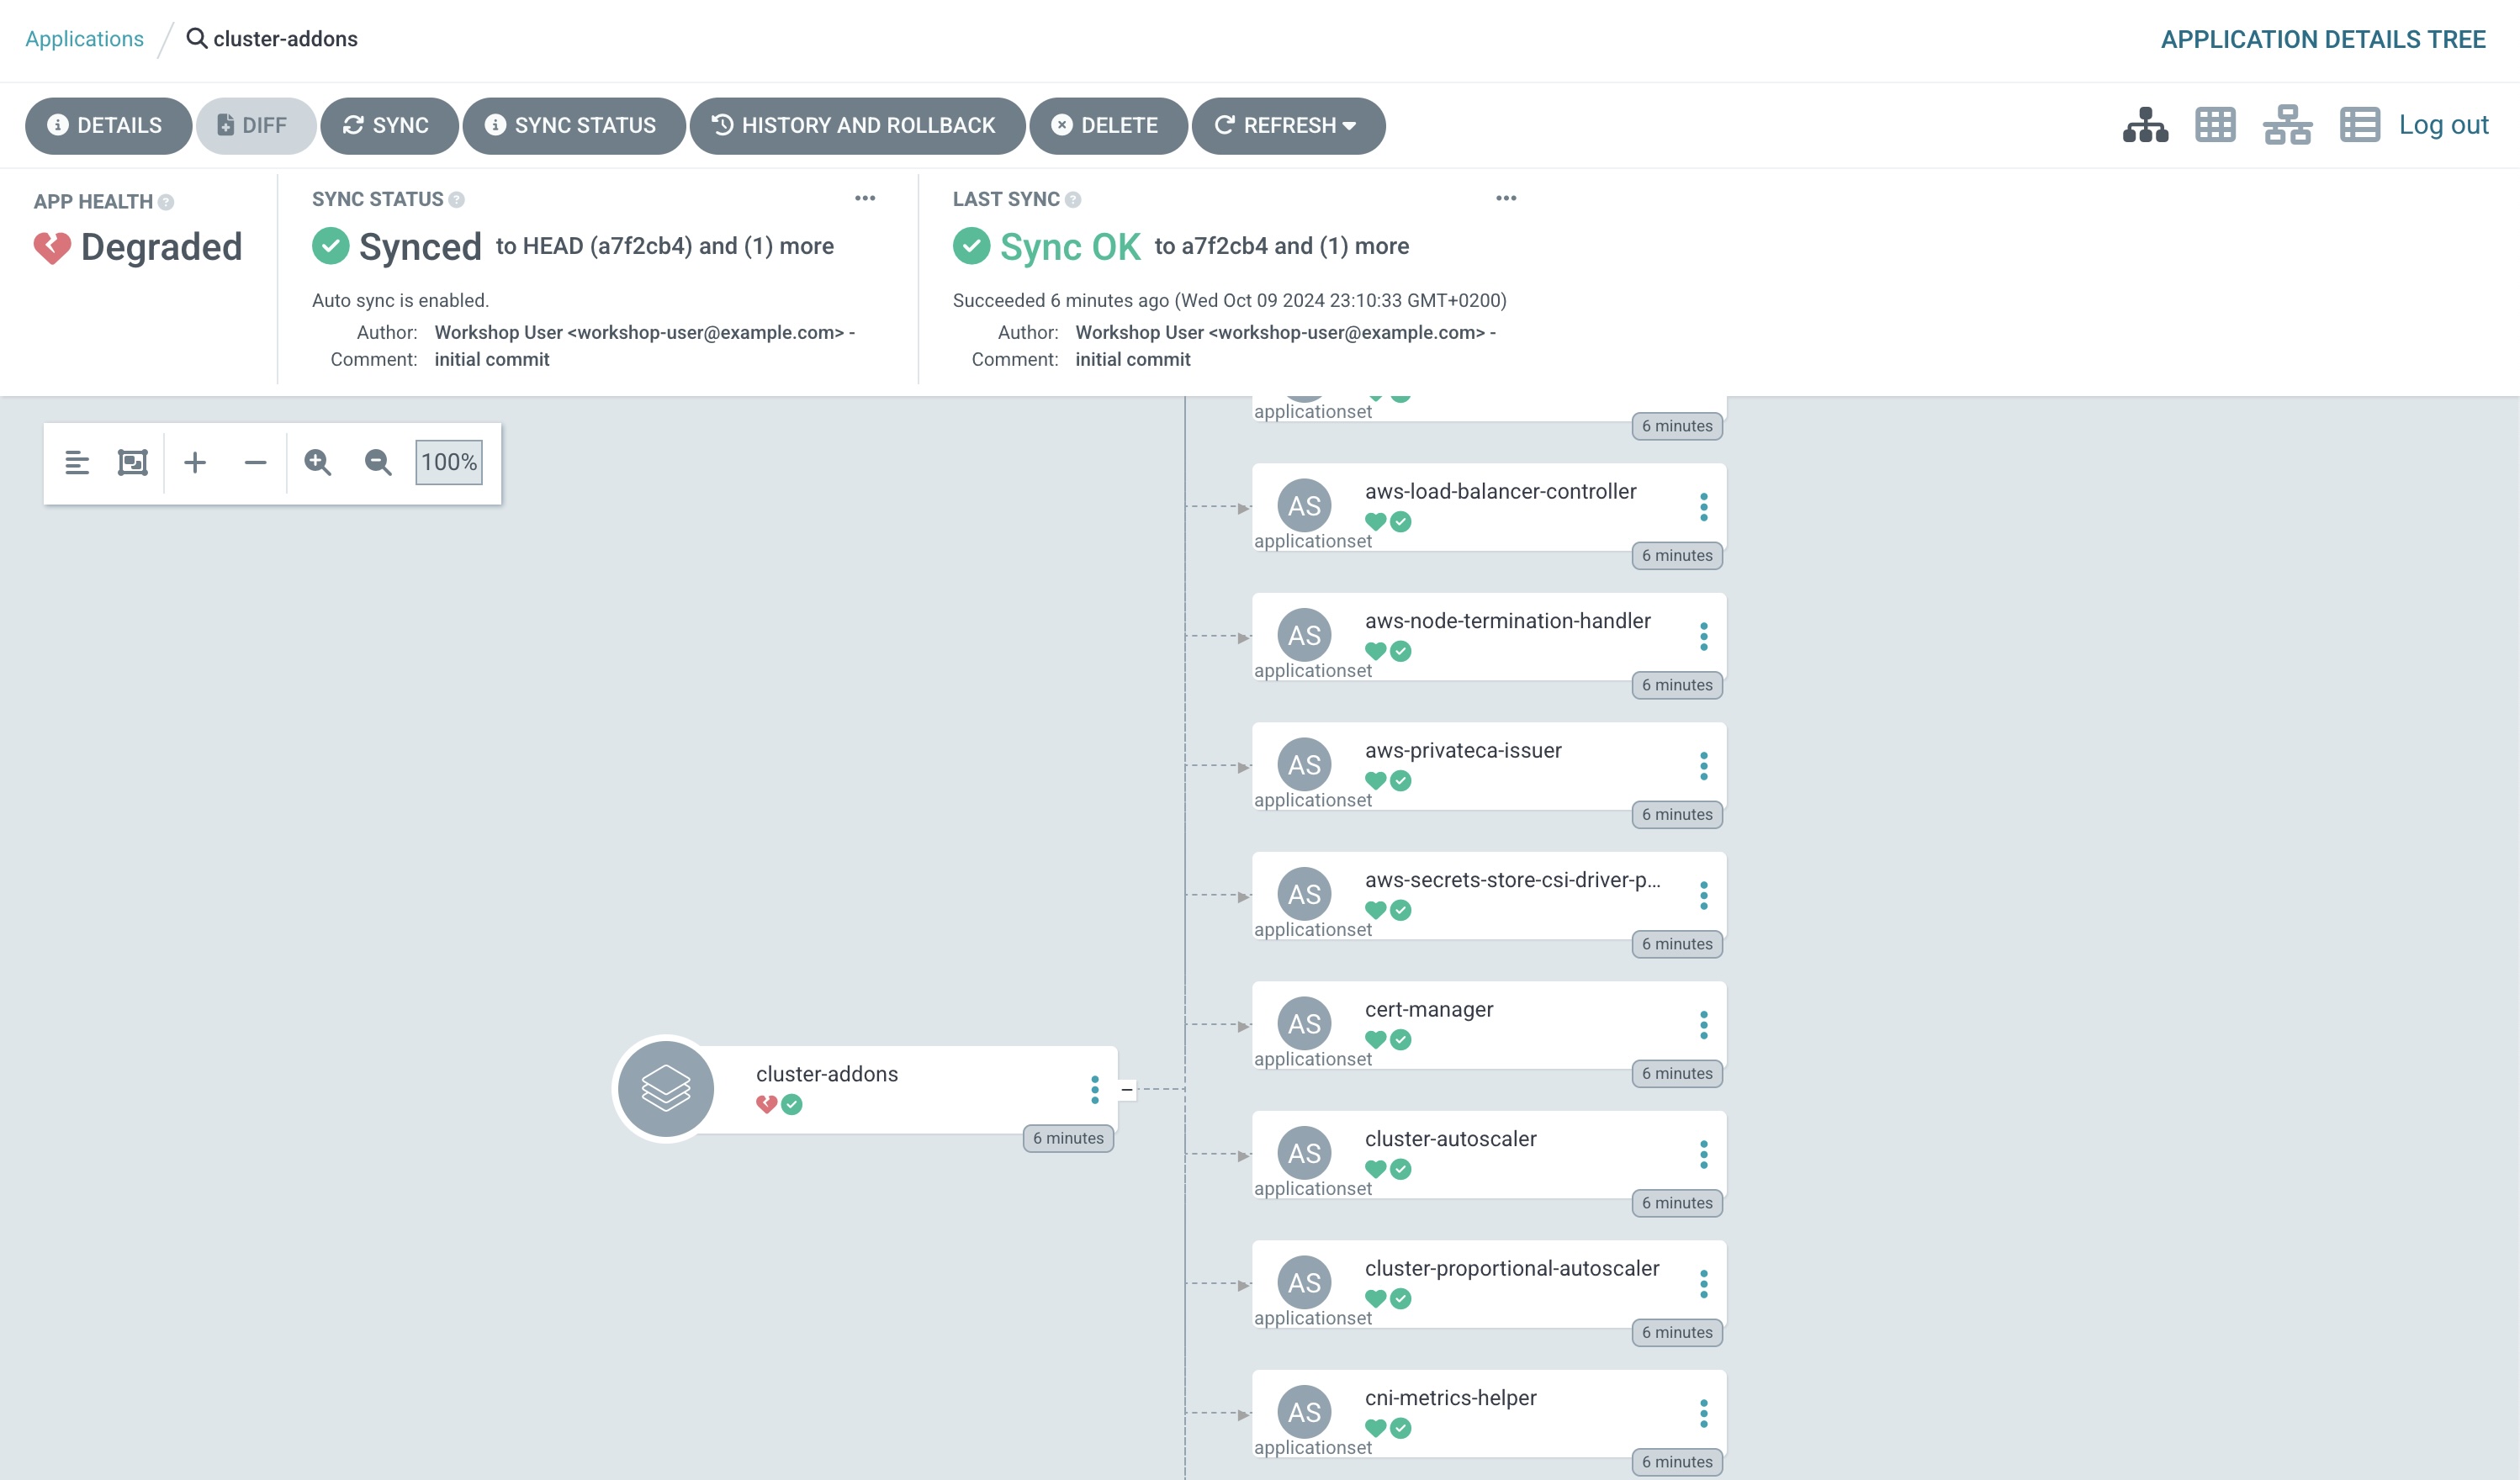 Applications / cluster-addons
APPLICATION DETAILS TREE
DETAILS
DIFF
SYNC
SYNC STATUS
HISTORY AND ROLLBACK
DELETE
REFRESH
Log out
APP HEALTH
Degraded
SYNC STATUS
Synced to HEAD (a7f2cb4) and (1) more
Auto sync is enabled.
Author: Workshop User <workshop-user@example.com> -
Comment: initial commit
LAST SYNC
Sync OK to a7f2cb4 and (1) more
Succeeded 6 minutes ago (Wed Oct 09 2024 23:10:33 GMT+0200)
Author: Workshop User <workshop-user@example.com> -
Comment: initial commit
100%
cluster-addons
6 minutes
applicationset
6 minutes
AS
aws-load-balancer-controller
applicationset
6 minutes
AS
aws-node-termination-handler
applicationset
6 minutes
AS
aws-privateca-issuer
applicationset
6 minutes
AS
aws-secrets-store-csi-driver-p...
applicationset
6 minutes
AS
cert-manager
applicationset
6 minutes
AS
cluster-autoscaler
applicationset
6 minutes
AS
cluster-proportional-autoscaler
applicationset
6 minutes
AS
cni-metrics-helper
applicationset
6 minutes